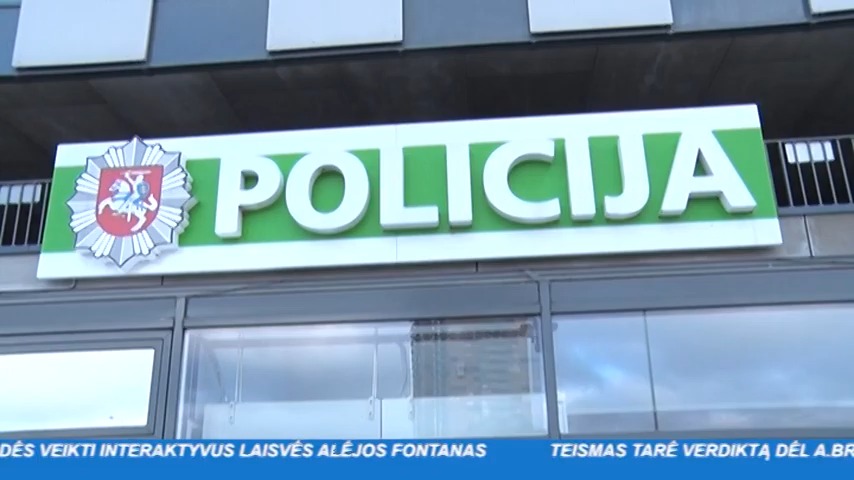 POLICIJA
DĖS VEIKTI INTERAKTYVUS LAISVĖS ALĖJOS FONTANAS TEISMAS TARĖ VERDIKTĄ DĖL A.BR